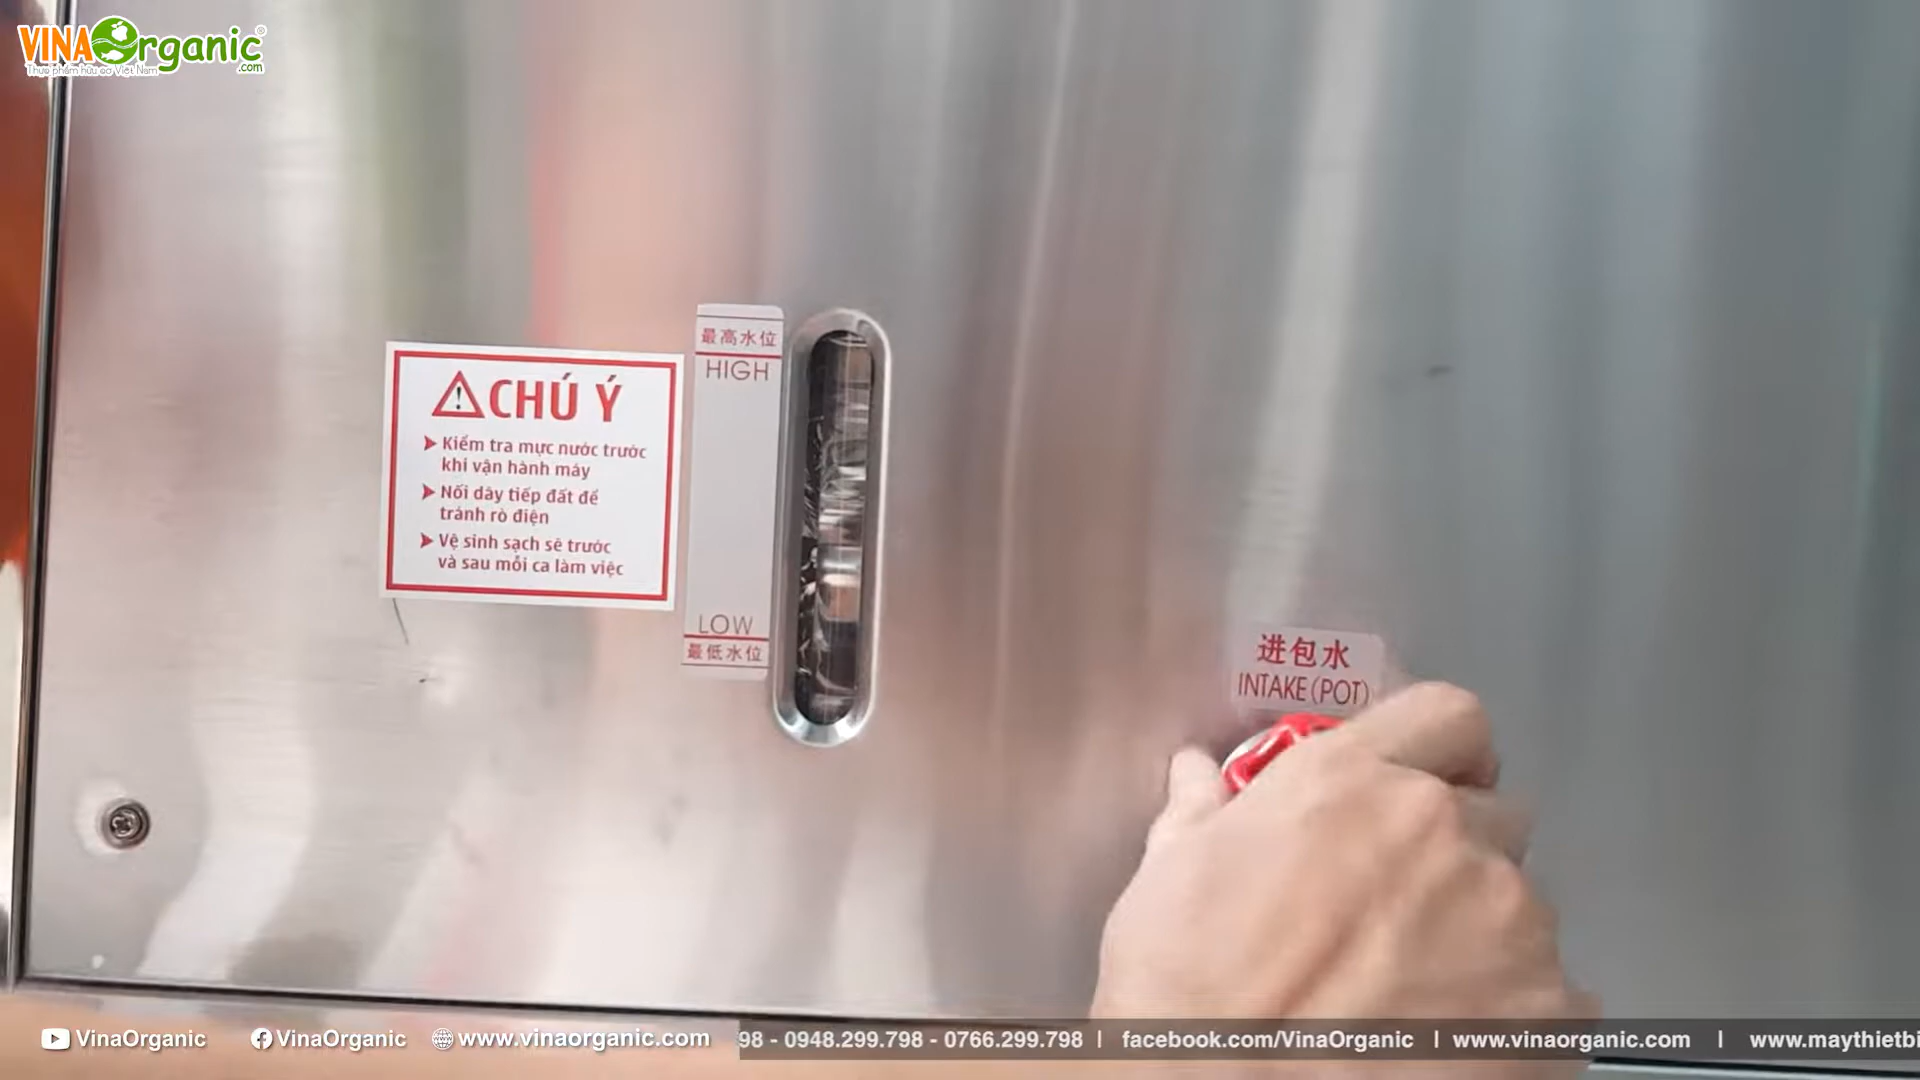 VINAOrganic®
.com
Thực phẩm hữu cơ Việt Nam
最高水位
HIGH
CHÚ Ý
Kiểm tra mực nước trước
khi vận hành máy
Nối dây tiếp đất để
tránh rò điện
Vệ sinh sạch sẽ trước
và sau mỗi ca làm việc
LOW
最低水位
进包水
INTAKE(POT)
VinaOrganic
VinaOrganic
www.vinaorganic.com
98 - 0948.299.798 - 0766.299.798 | facebook.com/VinaOrganic | www.vinaorganic.com | www.maythietbi